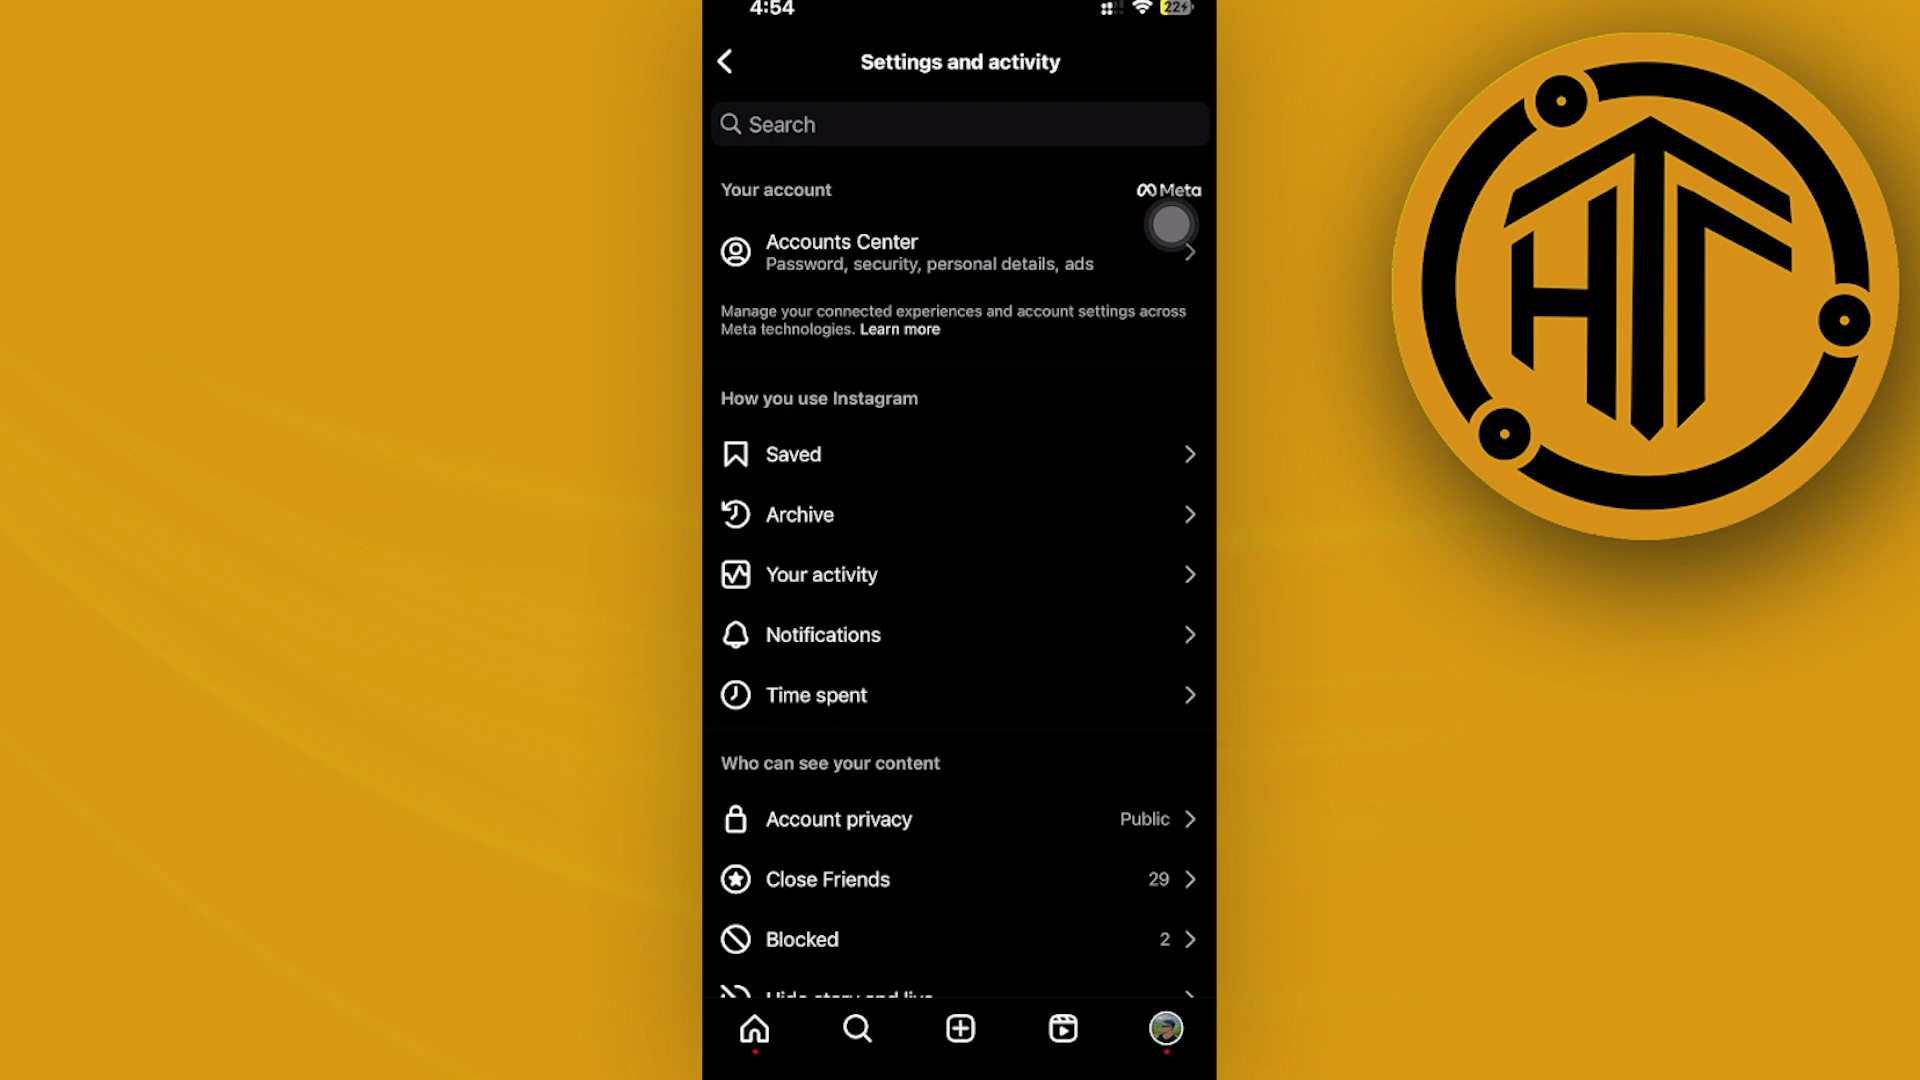 4:54
22
Settings and activity
Search
Your account
Meta
Accounts Center
Password, security, personal details, ads
Manage your connected experiences and account settings across
Meta technologies. Learn more
How you use Instagram
Saved
Archive
Your activity
Notifications
Time spent
Who can see your content
Account privacy
Public
Close Friends
29
Blocked
2
Hide story and live
HT